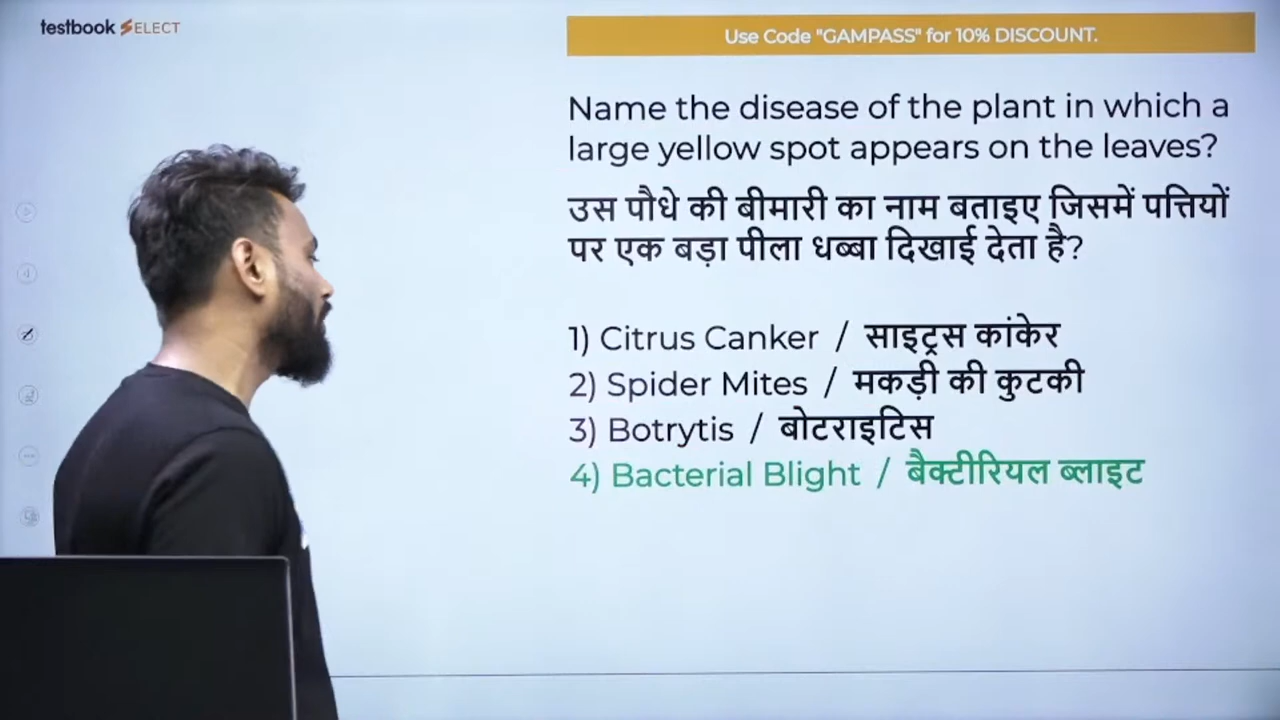 testbook SELECT
Use Code "GAMPASS" for 10% DISCOUNT.
Name the disease of the plant in which a
large yellow spot appears on the leaves?
उस पौधे की बीमारी का नाम बताइए जिसमें पत्तियों
पर एक बड़ा पीला धब्बा दिखाई देता है?
1) Citrus Canker / साइट्रस कांकेर
2) Spider Mites / मकड़ी की कुटकी
3) Botrytis / बोटराइटिस
4) Bacterial Blight / बैक्टीरियल ब्लाइट